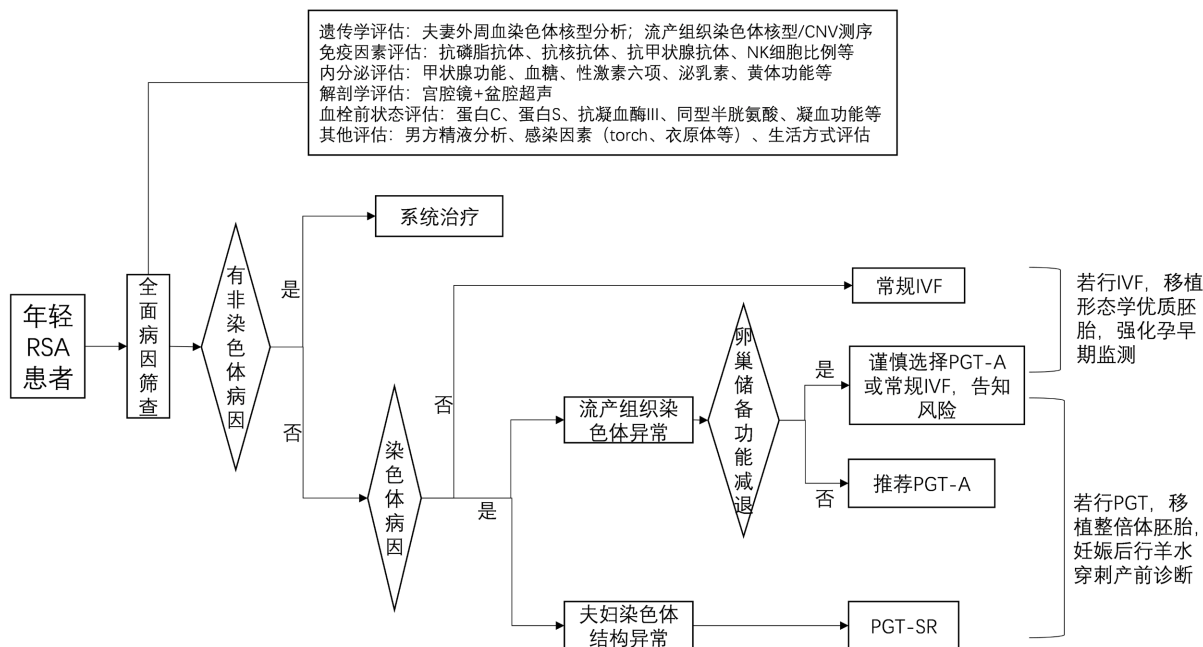 遗传学评估：夫妻外周血染色体核型分析；流产组织染色体核型/CNV测序
免疫因素评估：抗磷脂抗体、抗核抗体、抗甲状腺抗体、NK细胞比例等
内分泌评估：甲状腺功能、血糖、性激素六项、泌乳素、黄体功能等
解剖学评估：宫腔镜+盆腔超声
血栓前状态评估：蛋白C、蛋白S、抗凝血酶III、同型半胱氨酸、凝血功能等
其他评估：男方精液分析、感染因素（torch、衣原体等）、生活方式评估
年轻
RSA
患者
全面病因筛查
有非染色体病因
是
系统治疗
否
染色体病因
否
常规IVF
是
流产组织染
色体异常
卵巢储备功能减退
是
谨慎选择PGT-A
或常规IVF，告知
风险
否
推荐PGT-A
夫妇染色体
结构异常
PGT-SR
若行IVF，移植
形态学优质胚
胎，强化孕早
期监测
若行PGT，移
植整倍体胚胎，
妊娠后行羊水
穿刺产前诊断